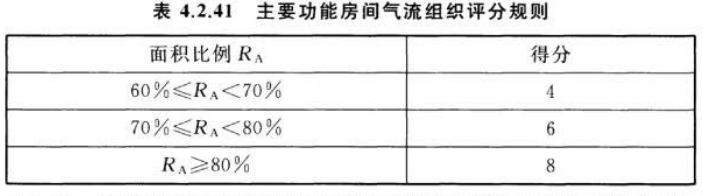 表 4.2.41 主要功能房间气流组织评分规则
面积比例 RA 得分
60%≤RA<70% 4
70%≤RA<80% 6
RA≥80% 8